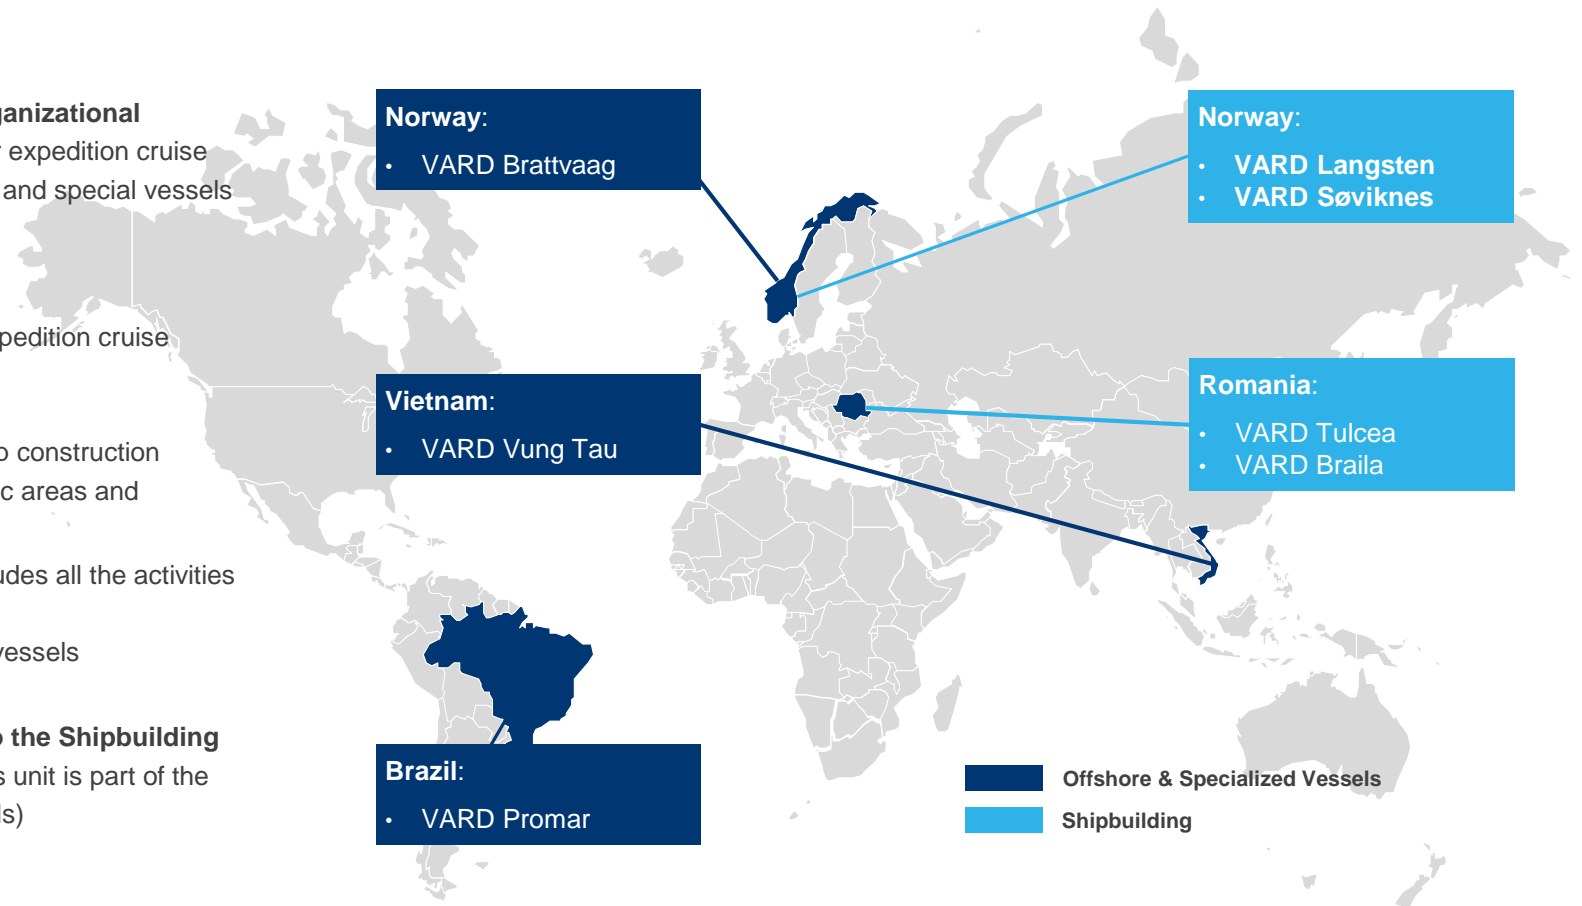 ganizational
expedition cruise
and special vessels
pedition cruise
construction
ic areas and
udes all the activities
vessels
the Shipbuilding
s unit is part of the
ls)
Norway:
• VARD Brattvaag
Norway:
• VARD Langsten
• VARD Søviknes
Vietnam:
• VARD Vung Tau
Romania:
• VARD Tulcea
• VARD Braila
Brazil:
• VARD Promar
Offshore & Specialized Vessels
Shipbuilding